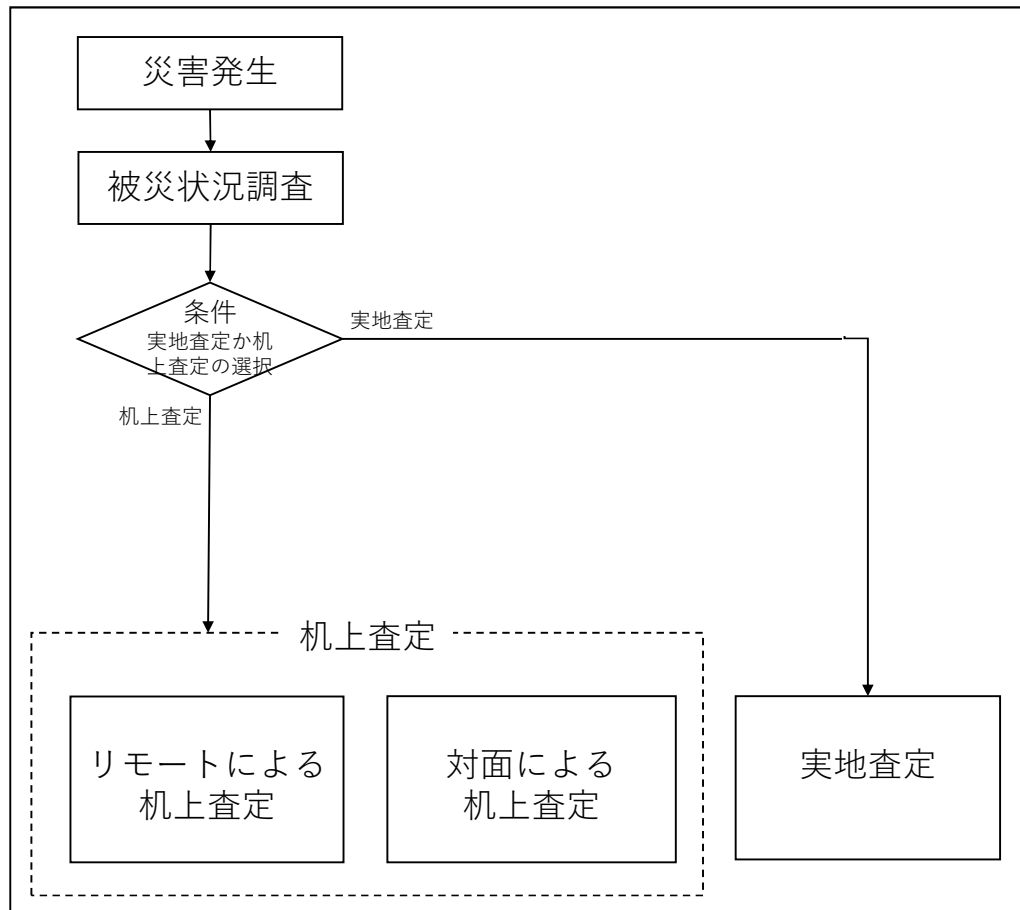 災害発生
被災状況調査
条件
実地査定か机
上査定の選択
実地査定
机上査定
机上査定
リモートによる
机上査定
対面による
机上査定
実地査定